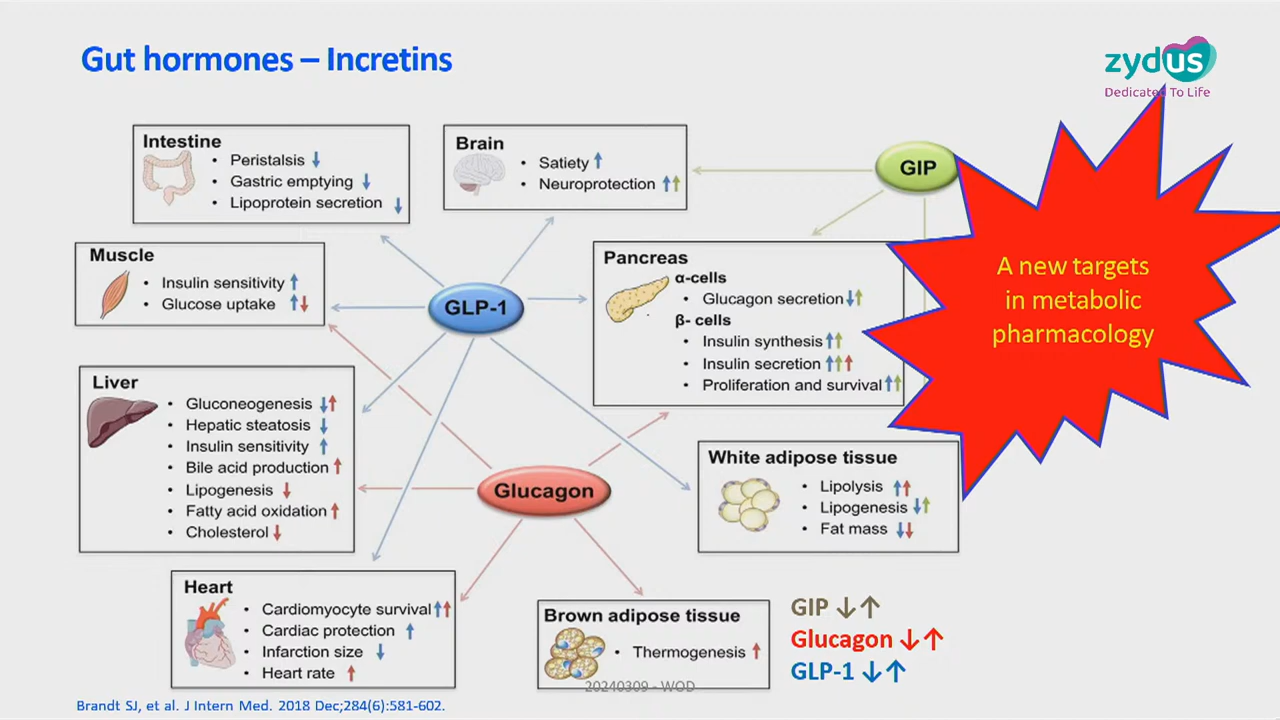 Gut hormones – Incretins
zydus
Dedicated To Life
Intestine
• Peristalsis ↓
• Gastric emptying ↓
• Lipoprotein secretion ↓
Brain
• Satiety ↑
• Neuroprotection ↑↑
GIP
Muscle
• Insulin sensitivity ↑
• Glucose uptake ↑↓
GLP-1
Pancreas
α-cells
• Glucagon secretion ↓↑
β- cells
• Insulin synthesis ↑↑
• Insulin secretion ↑↑↑
• Proliferation and survival ↑↑
A new targets
in metabolic
pharmacology
Liver
• Gluconeogenesis ↓↑
• Hepatic steatosis ↓
• Insulin sensitivity ↑
• Bile acid production ↑
• Lipogenesis ↓
• Fatty acid oxidation ↑
• Cholesterol ↓
Glucagon
White adipose tissue
• Lipolysis ↑↑
• Lipogenesis ↓↑
• Fat mass ↓↓
Heart
• Cardiomyocyte survival ↑↑
• Cardiac protection ↑
• Infarction size ↓
• Heart rate ↑
Brown adipose tissue
• Thermogenesis ↑
GIP ↓↑
Glucagon ↓↑
GLP-1 ↓↑
20240309 - WOD
Brandt SJ, et al. J Intern Med. 2018 Dec;284(6):581-602.